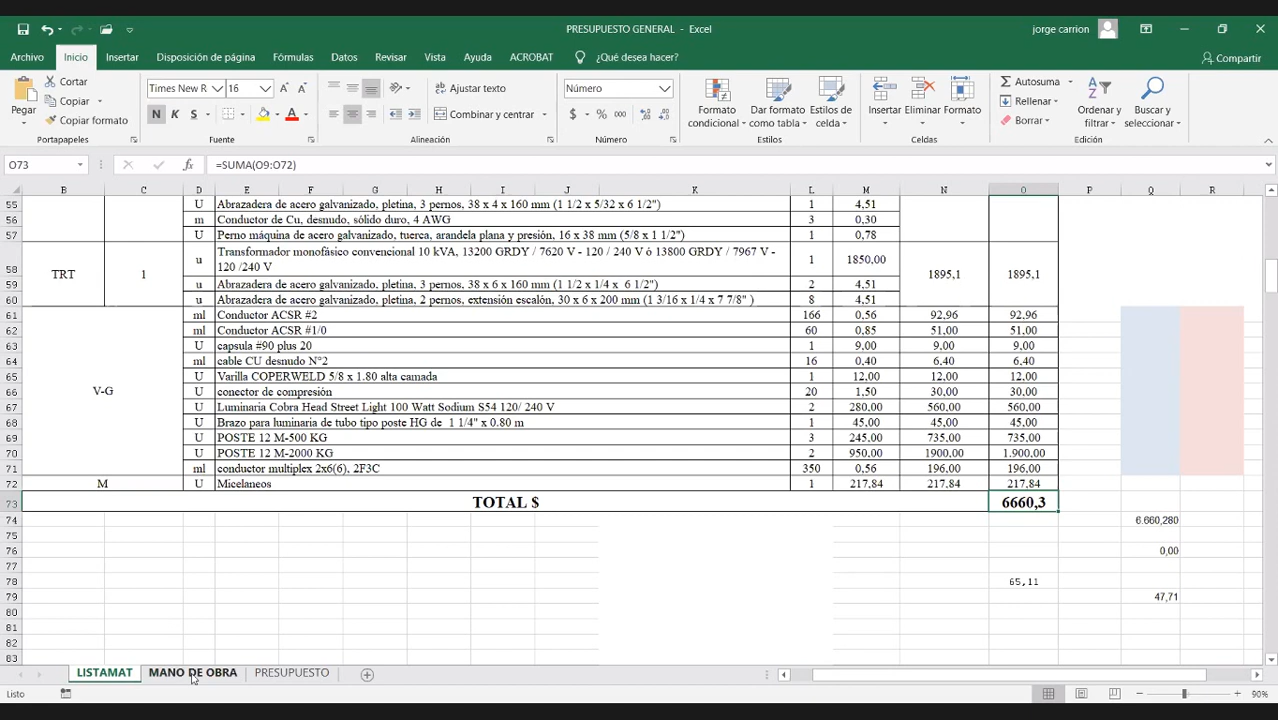 PRESUPUESTO GENERAL - Excel
jorge carrion
Archivo Inicio Insertar Disposición de página Fórmulas Datos Revisar Vista Ayuda ACROBAT ¿Qué desea hacer? Compartir
Pegar
Cortar
Copiar
Copiar formato
Portapapeles
Times New R 16
N K S
Fuente
Ajustar texto
Combinar y centrar
Alineación
Número
$ % 000
Número
Formato condicional
Dar formato como tabla
Estilos de celda
Estilos
Insertar Eliminar Formato
Celdas
Autosuma
Rellenar
Borrar
Ordenar y filtrar
Buscar y seleccionar
Edición
O73 fx =SUMA(O9:O72)
B C D E F G H I J K L M N O P Q R
55 U Abrazadera de acero galvanizado, pletina, 3 pernos, 38 x 4 x 160 mm (1 1/2 x 5/32 x 6 1/2") 1 4,51
56 m Conductor de Cu, desnudo, sólido duro, 4 AWG 3 0,30
57 U Perno máquina de acero galvanizado, tuerca, arandela plana y presión, 16 x 38 mm (5/8 x 1 1/2") 1 0,78
58 TRT 1 u Transformador monofásico convencional 10 kVA, 13200 GRDY / 7620 V - 120 / 240 V ó 13800 GRDY / 7967 V - 120 /240 V 1 1850,00 1895,1 1895,1
59 u Abrazadera de acero galvanizado, pletina, 3 pernos, 38 x 6 x 160 mm (1 1/2 x 1/4 x 6 1/2") 2 4,51
60 u Abrazadera de acero galvanizado, pletina, 2 pernos, extensión escalón, 30 x 6 x 200 mm (1 3/16 x 1/4 x 7 7/8" ) 8 4,51
61 ml Conductor ACSR #2 166 0,56 92,96 92,96
62 ml Conductor ACSR #1/0 60 0,85 51,00 51,00
63 U capsula #90 plus 20 1 9,00 9,00 9,00
64 ml cable CU desnudo N°2 16 0,40 6,40 6,40
65 U Varilla COPERWELD 5/8 x 1.80 alta camada 1 12,00 12,00 12,00
66 V-G U conector de compresión 20 1,50 30,00 30,00
67 U Luminaria Cobra Head Street Light 100 Watt Sodium S54 120/ 240 V 2 280,00 560,00 560,00
68 U Brazo para luminaria de tubo tipo poste HG de 1 1/4" x 0.80 m 1 45,00 45,00 45,00
69 U POSTE 12 M-500 KG 3 245,00 735,00 735,00
70 U POSTE 12 M-2000 KG 2 950,00 1900,00 1.900,00
71 ml conductor multiplex 2x6(6), 2F3C 350 0,56 196,00 196,00
72 M U Micelaneos 1 217,84 217,84 217,84
73 TOTAL $ 6660,3
74 6.660,280
75
76 0,00
77
78 65,11
79 47,71
80
81
82
83
LISTAMAT MANO DE OBRA PRESUPUESTO
Listo 90%